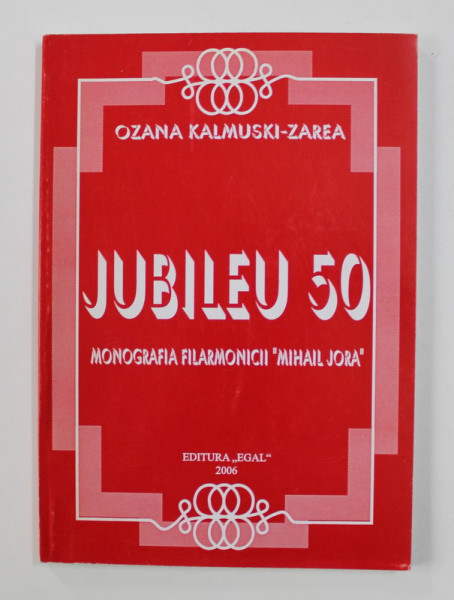 OZANA KALMUSKI-ZAREA
JUBILEU 50
MONOGRAFIA FILARMONICII "MIHAIL JORA"
EDITURA „EGAL“
2006